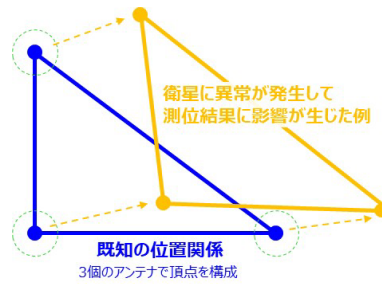 衛星に異常が発生して
測位結果に影響が生じた例
既知の位置関係
3個のアンテナで頂点を構成